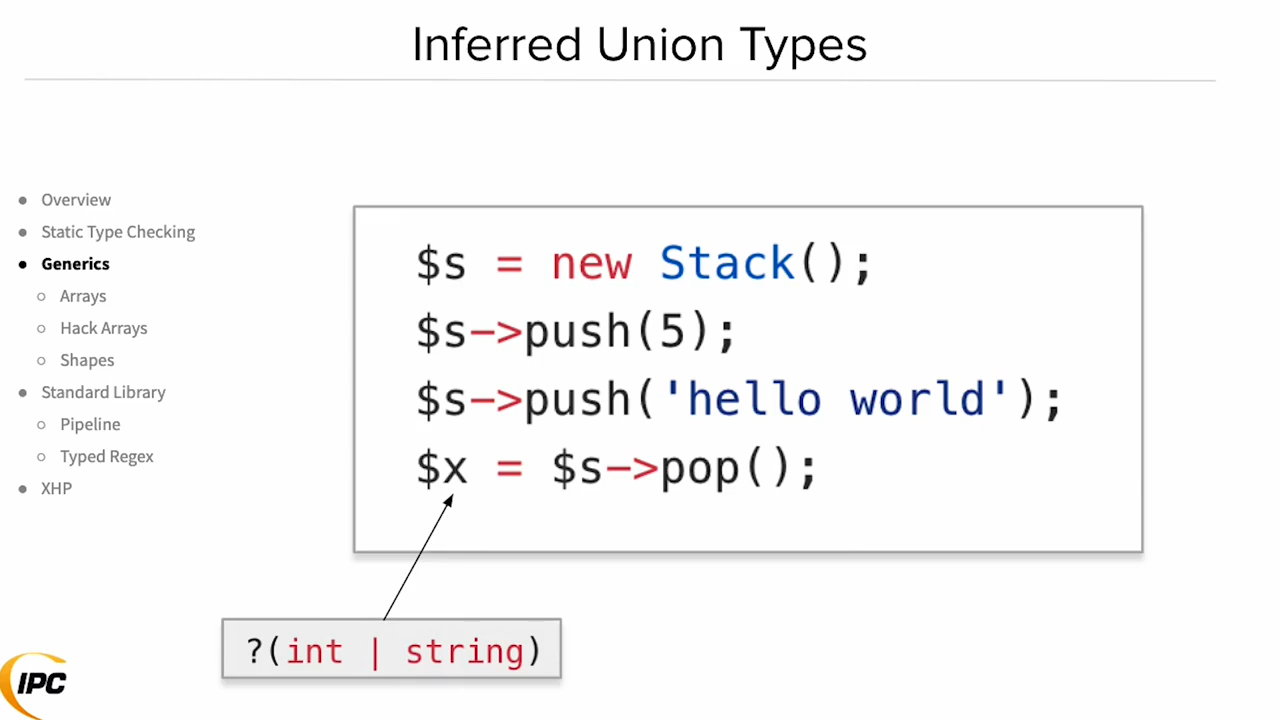 Inferred Union Types
Overview
Static Type Checking
Generics
Arrays
Hack Arrays
Shapes
Standard Library
Pipeline
Typed Regex
XHP
$s = new Stack();
$s->push(5);
$s->push('hello world');
$x = $s->pop();
?(int | string)
IPC